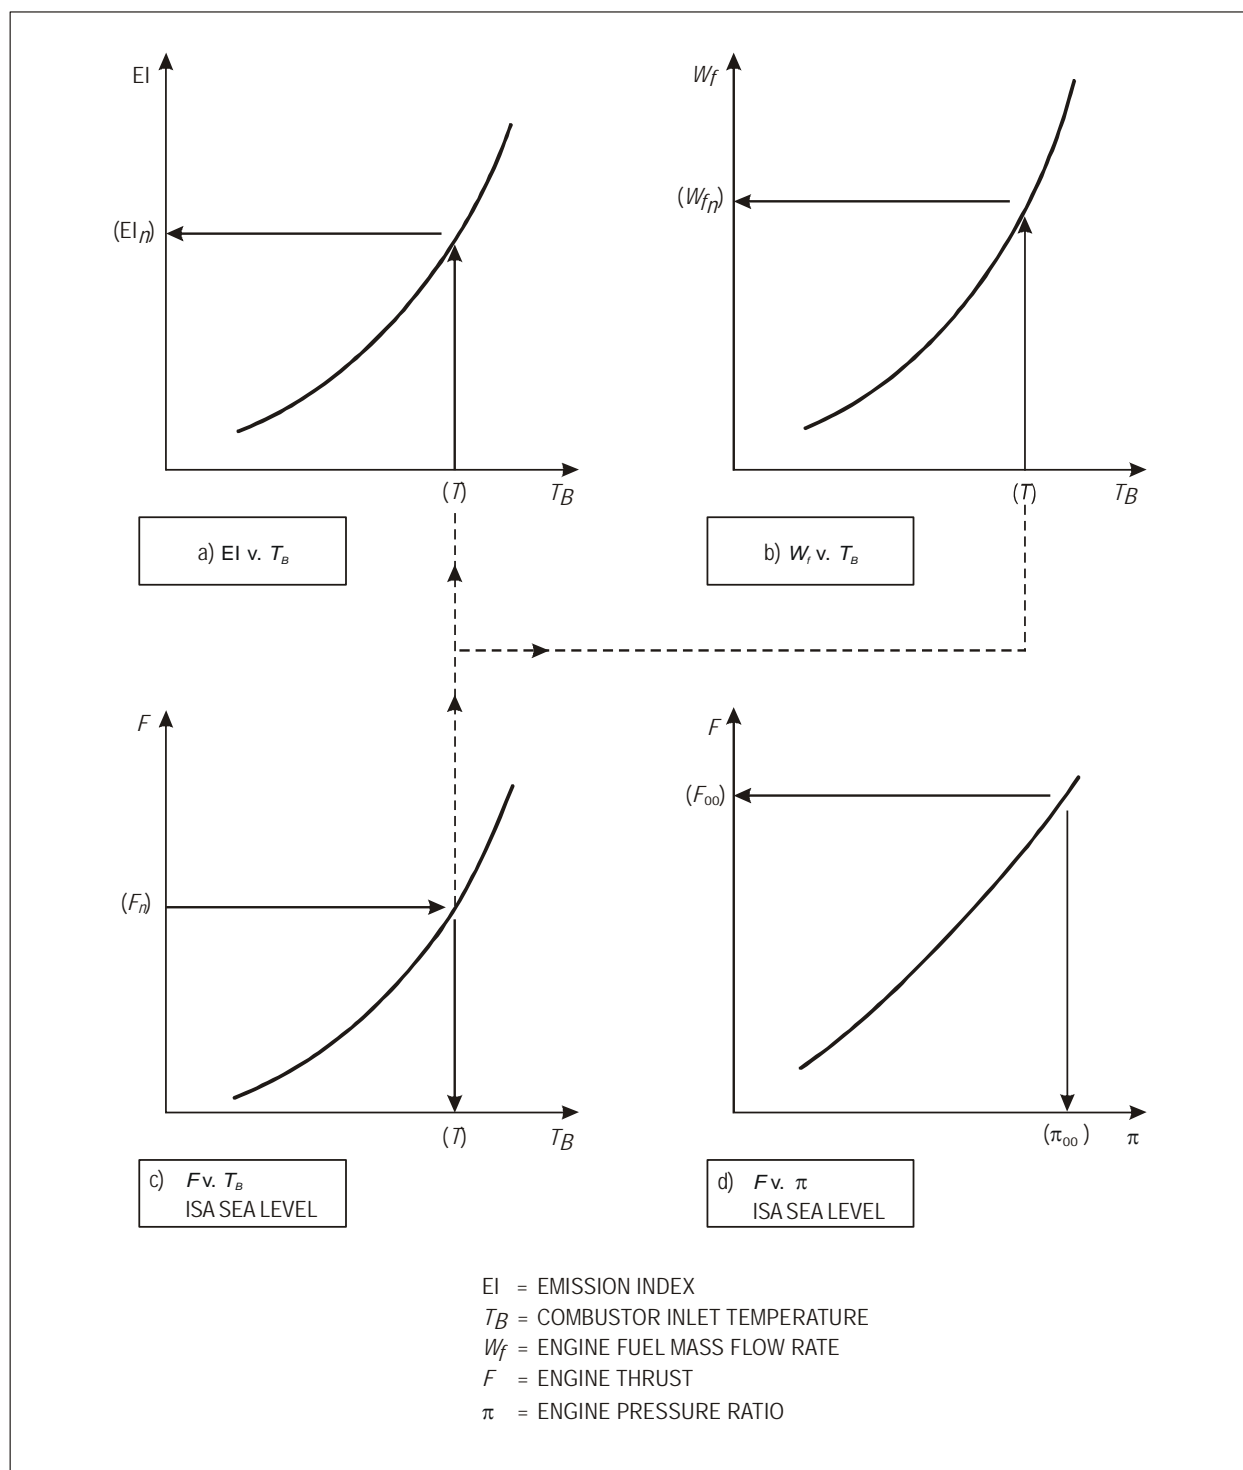 EI
(EIn)
(T)
TB
a) EI v. TB
Wf
(Wfn)
(T)
TB
b) Wf v. TB
F
(Fn)
(T)
TB
c) F v. TB
ISA SEA LEVEL
F
(F00)
(π00)
π
d) F v. π
ISA SEA LEVEL
EI = EMISSION INDEX
TB = COMBUSTOR INLET TEMPERATURE
Wf = ENGINE FUEL MASS FLOW RATE
F = ENGINE THRUST
π = ENGINE PRESSURE RATIO